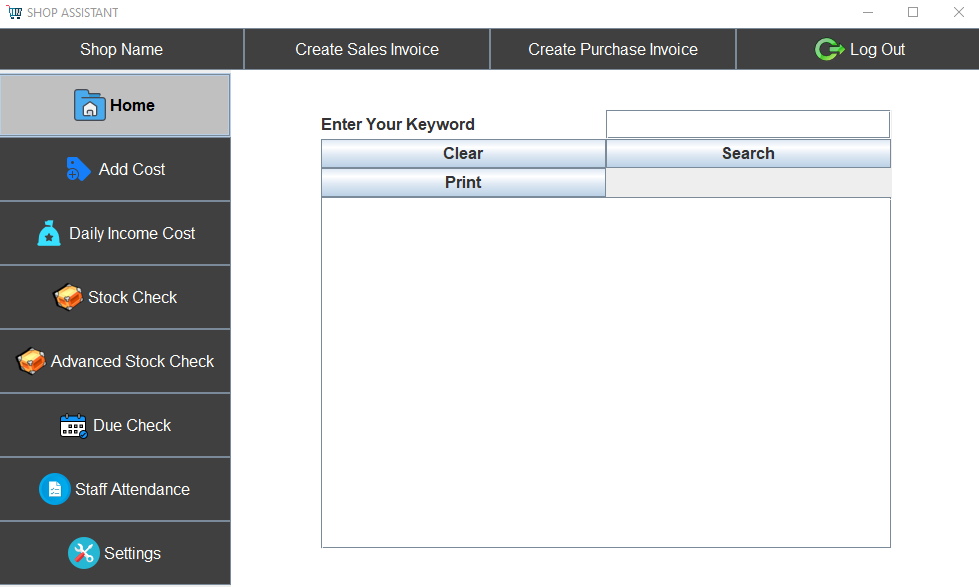 SHOP ASSISTANT
Shop Name
Create Sales Invoice
Create Purchase Invoice
Log Out
Home
Add Cost
Daily Income Cost
Stock Check
Advanced Stock Check
Due Check
Staff Attendance
Settings
Enter Your Keyword
Clear
Search
Print